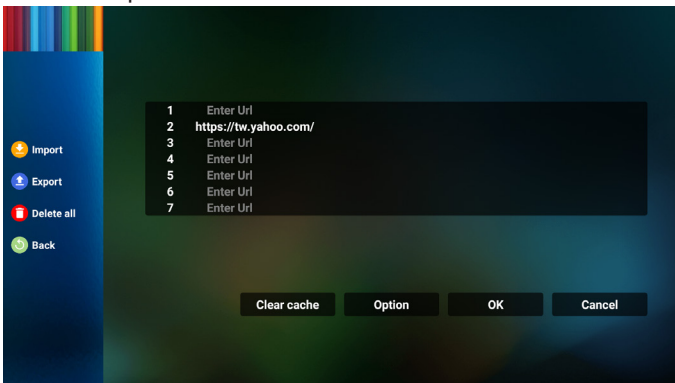 Import
Export
Delete all
Back
1 Enter Url
2 https://tw.yahoo.com/
3 Enter Url
4 Enter Url
5 Enter Url
6 Enter Url
7 Enter Url
Clear cache Option OK Cancel